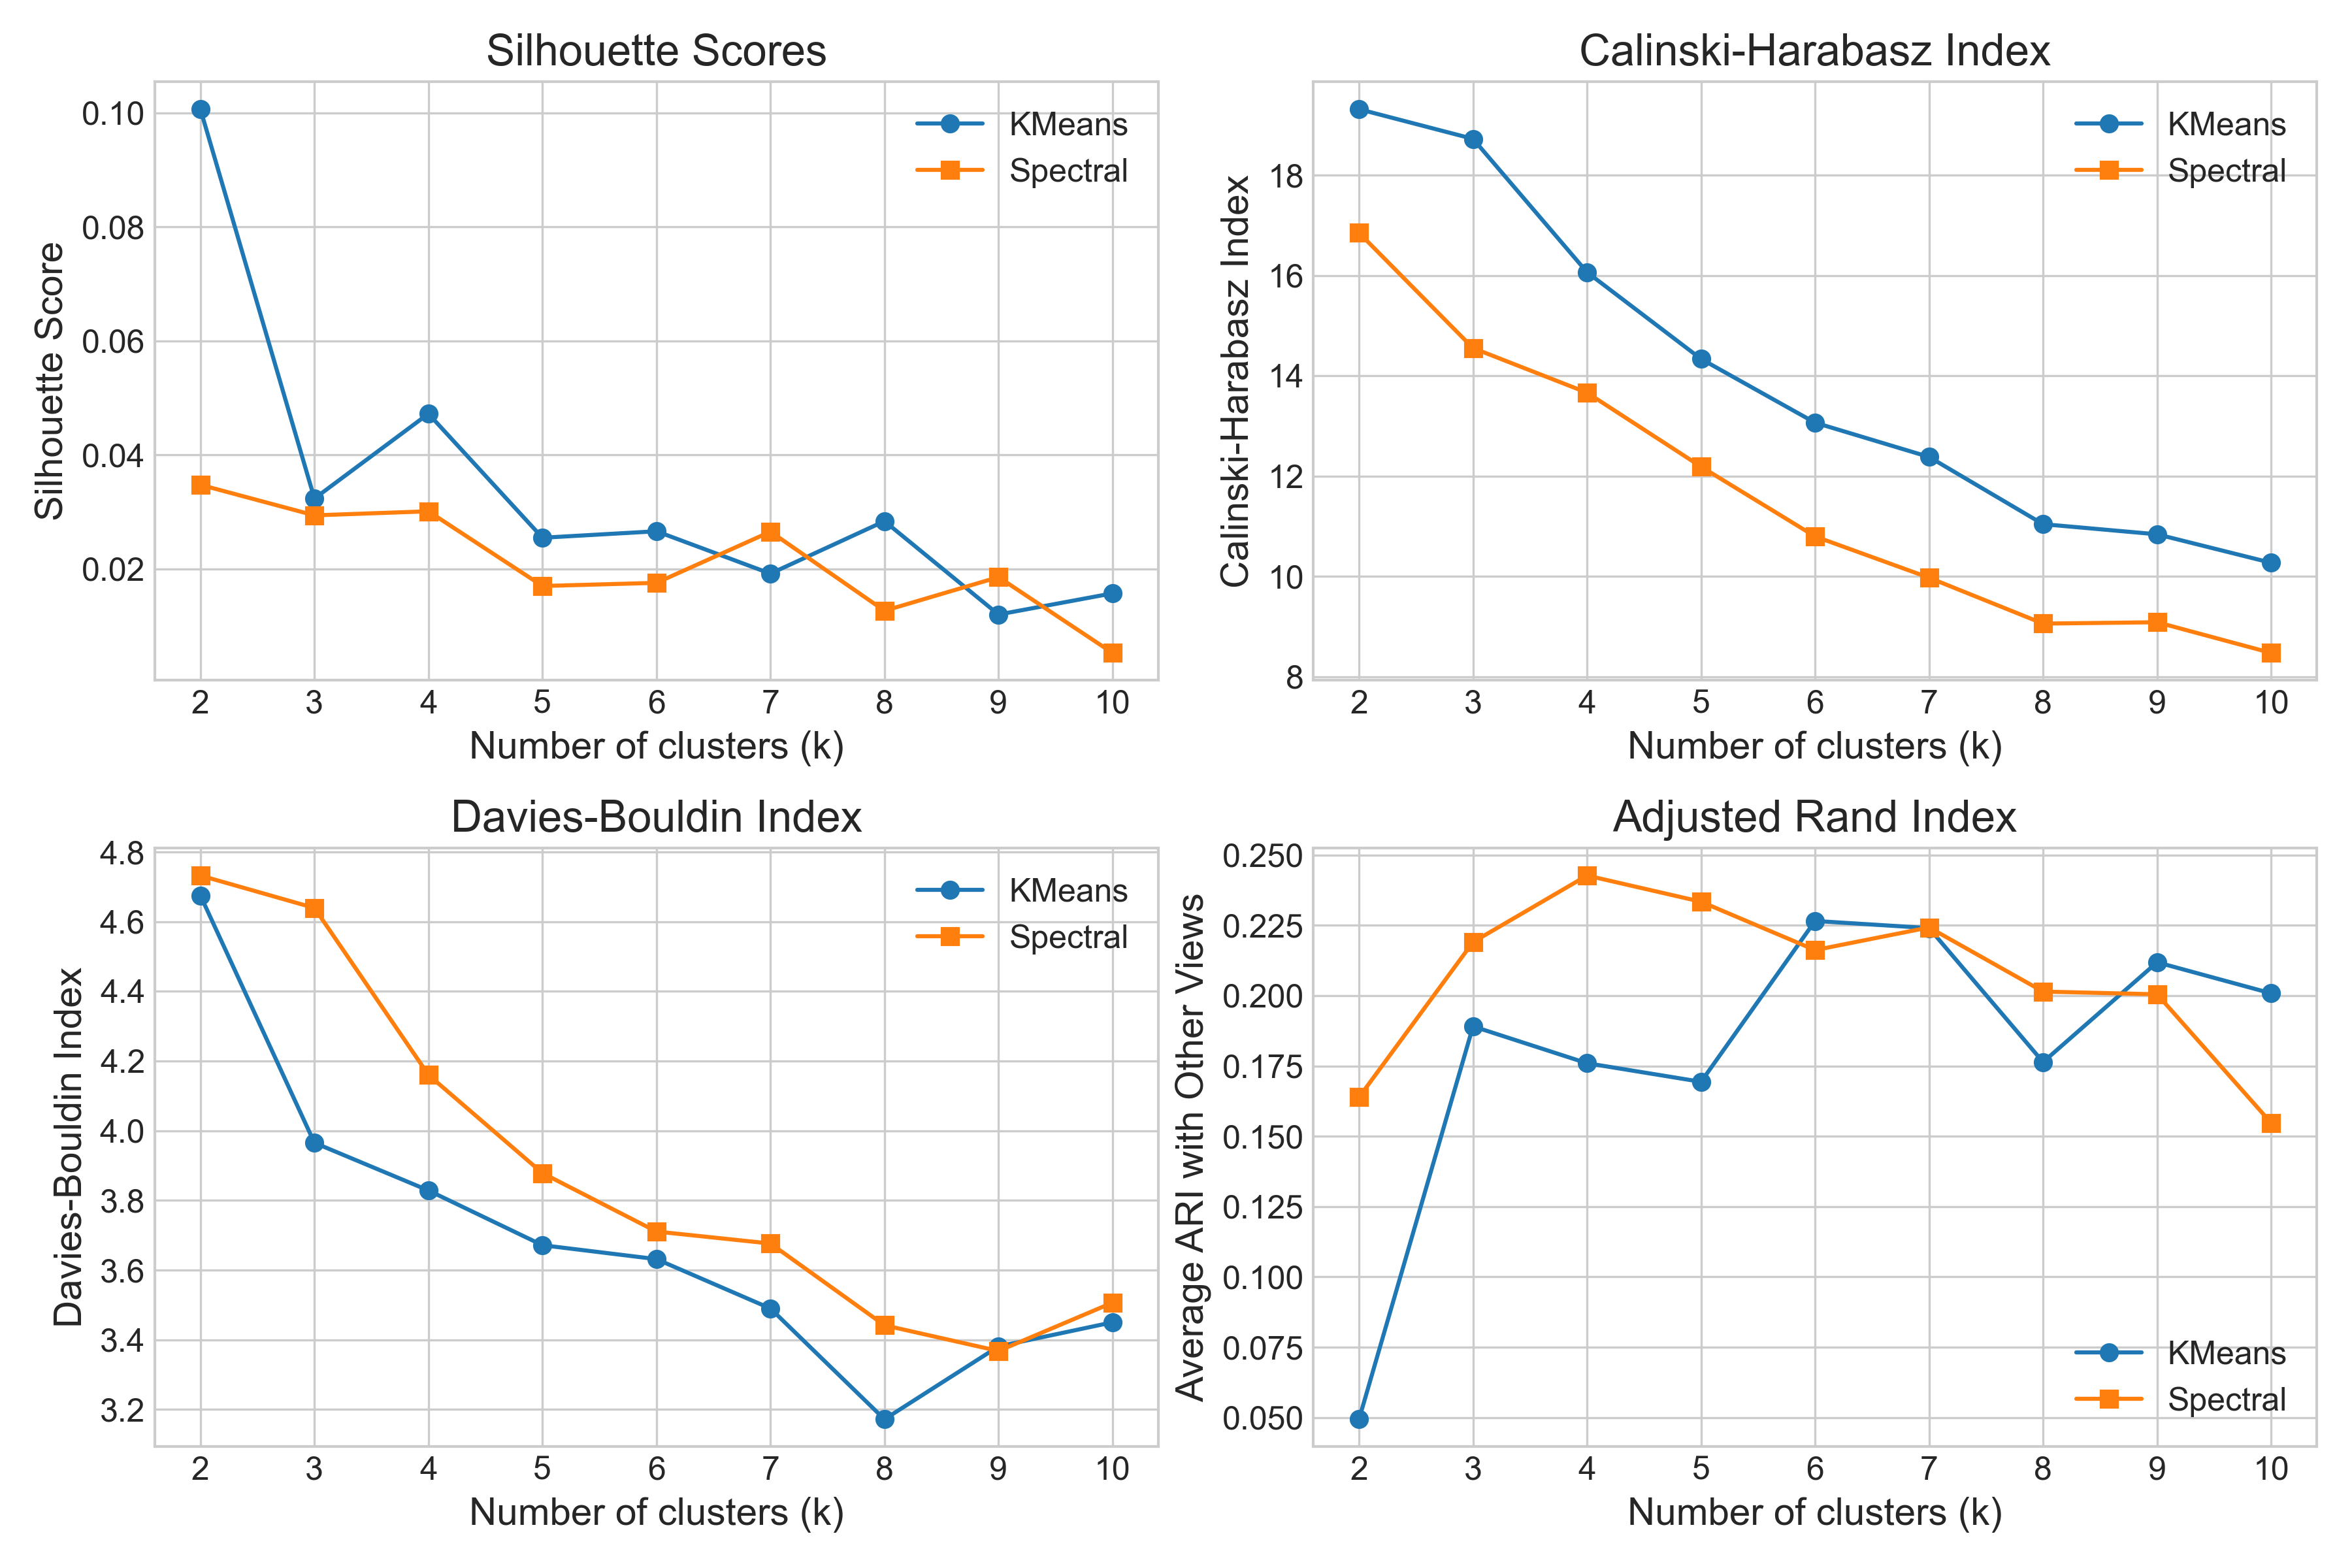 Silhouette Scores
Silhouette Score
0.10
0.08
0.06
0.04
0.02
KMeans
Spectral
2 3 4 5 6 7 8 9 10
Number of clusters (k)
Calinski-Harabasz Index
Calinski-Harabasz Index
18
16
14
12
10
8
KMeans
Spectral
2 3 4 5 6 7 8 9 10
Number of clusters (k)
Davies-Bouldin Index
Davies-Bouldin Index
4.8
4.6
4.4
4.2
4.0
3.8
3.6
3.4
3.2
KMeans
Spectral
2 3 4 5 6 7 8 9 10
Number of clusters (k)
Adjusted Rand Index
Average ARI with Other Views
0.250
0.225
0.200
0.175
0.150
0.125
0.100
0.075
0.050
KMeans
Spectral
2 3 4 5 6 7 8 9 10
Number of clusters (k)